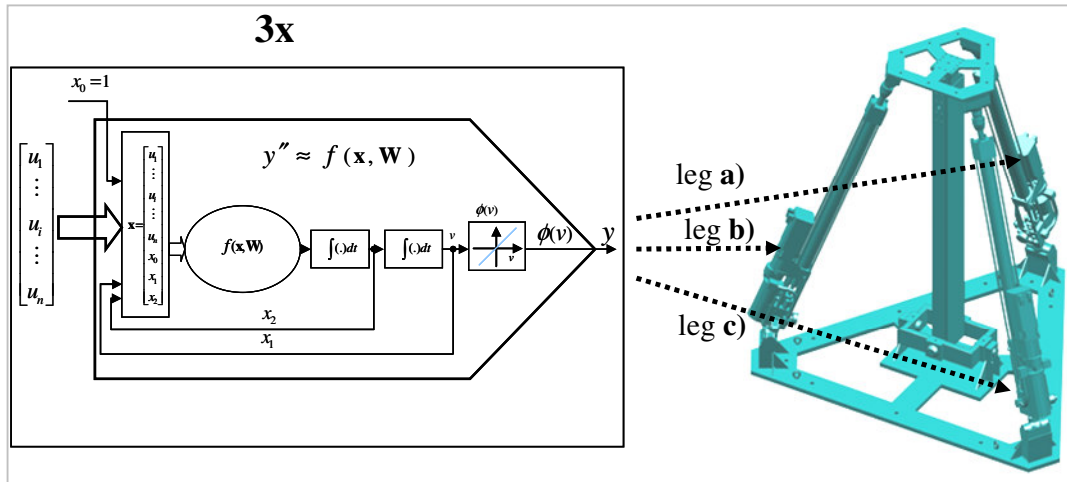 3x
x₀ = 1
[u₁ ⋮ uᵢ ⋮ uₙ]
x = [u₁ ⋮ uᵢ ⋮ uₙ x₀ x₁ x₂]
y″ ≈ f(x, W)
f(x,W)
∫(.)dt
∫(.)dt
v
ϕ(v)
v
ϕ(v)
y
x₂
x₁
leg a)
leg b)
leg c)